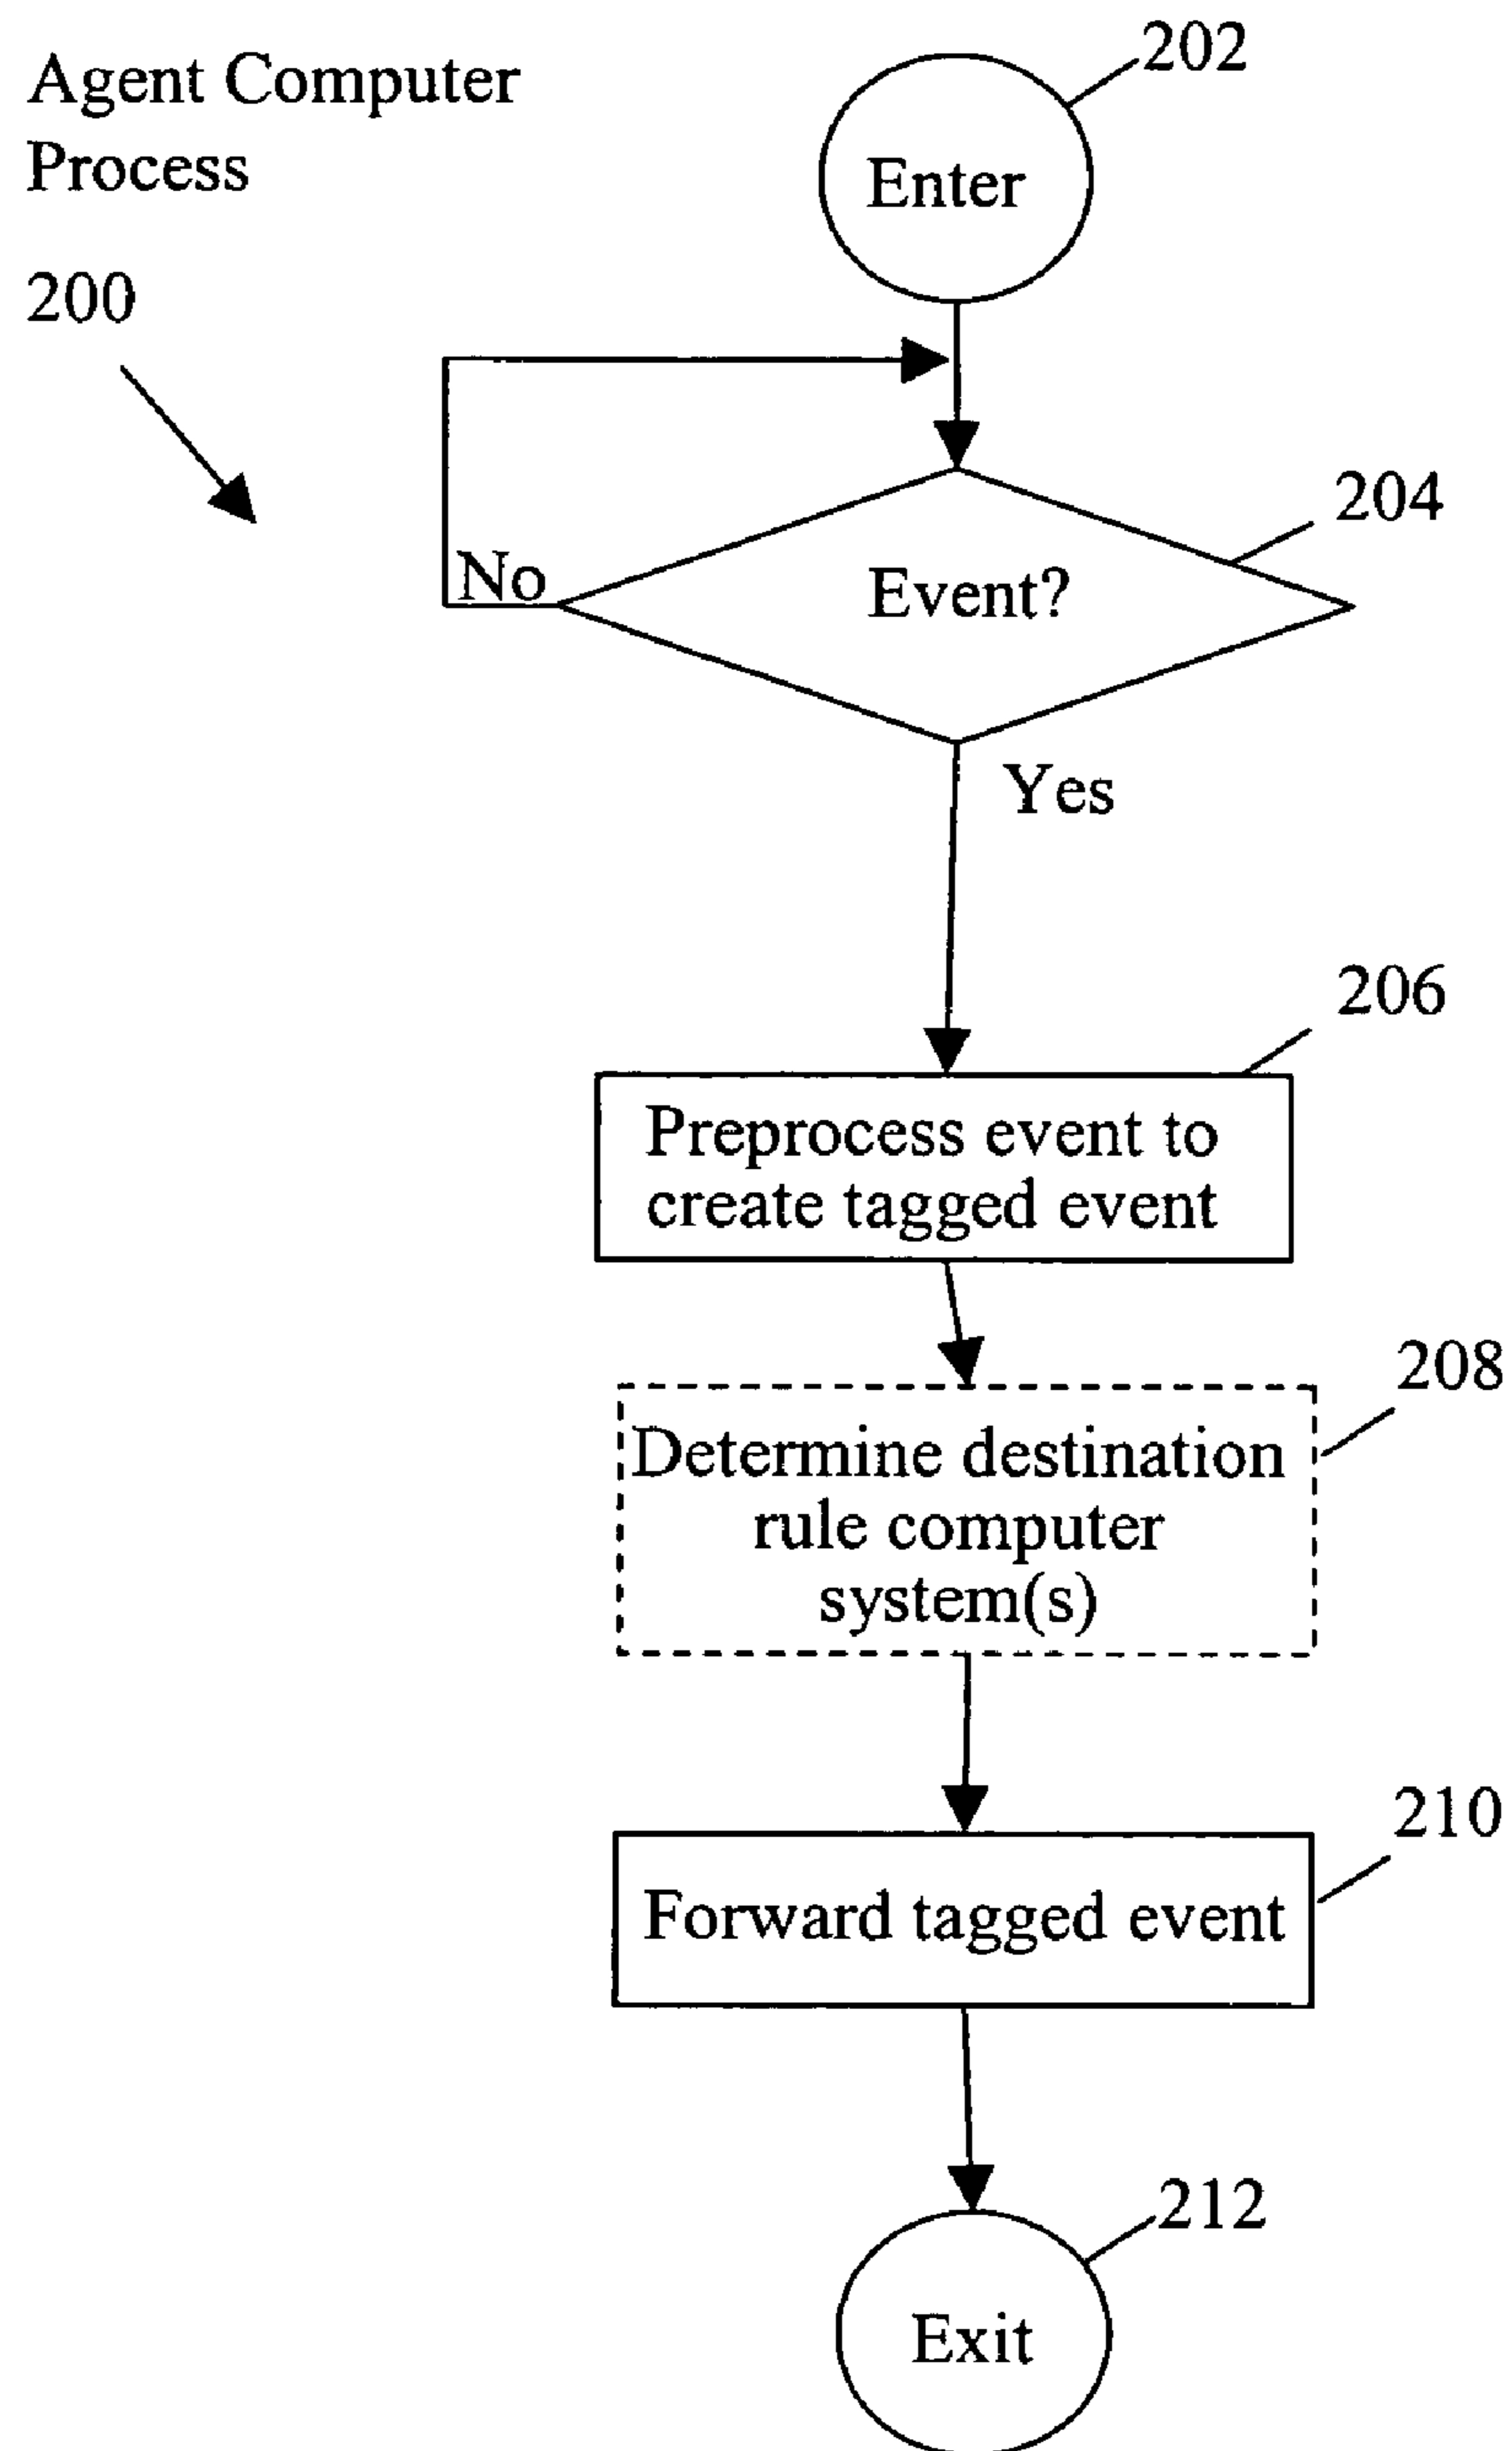 Agent Computer
Process
200
202
Enter
204
No
Event?
Yes
206
Preprocess event to
create tagged event
208
Determine destination
rule computer
system(s)
210
Forward tagged event
212
Exit